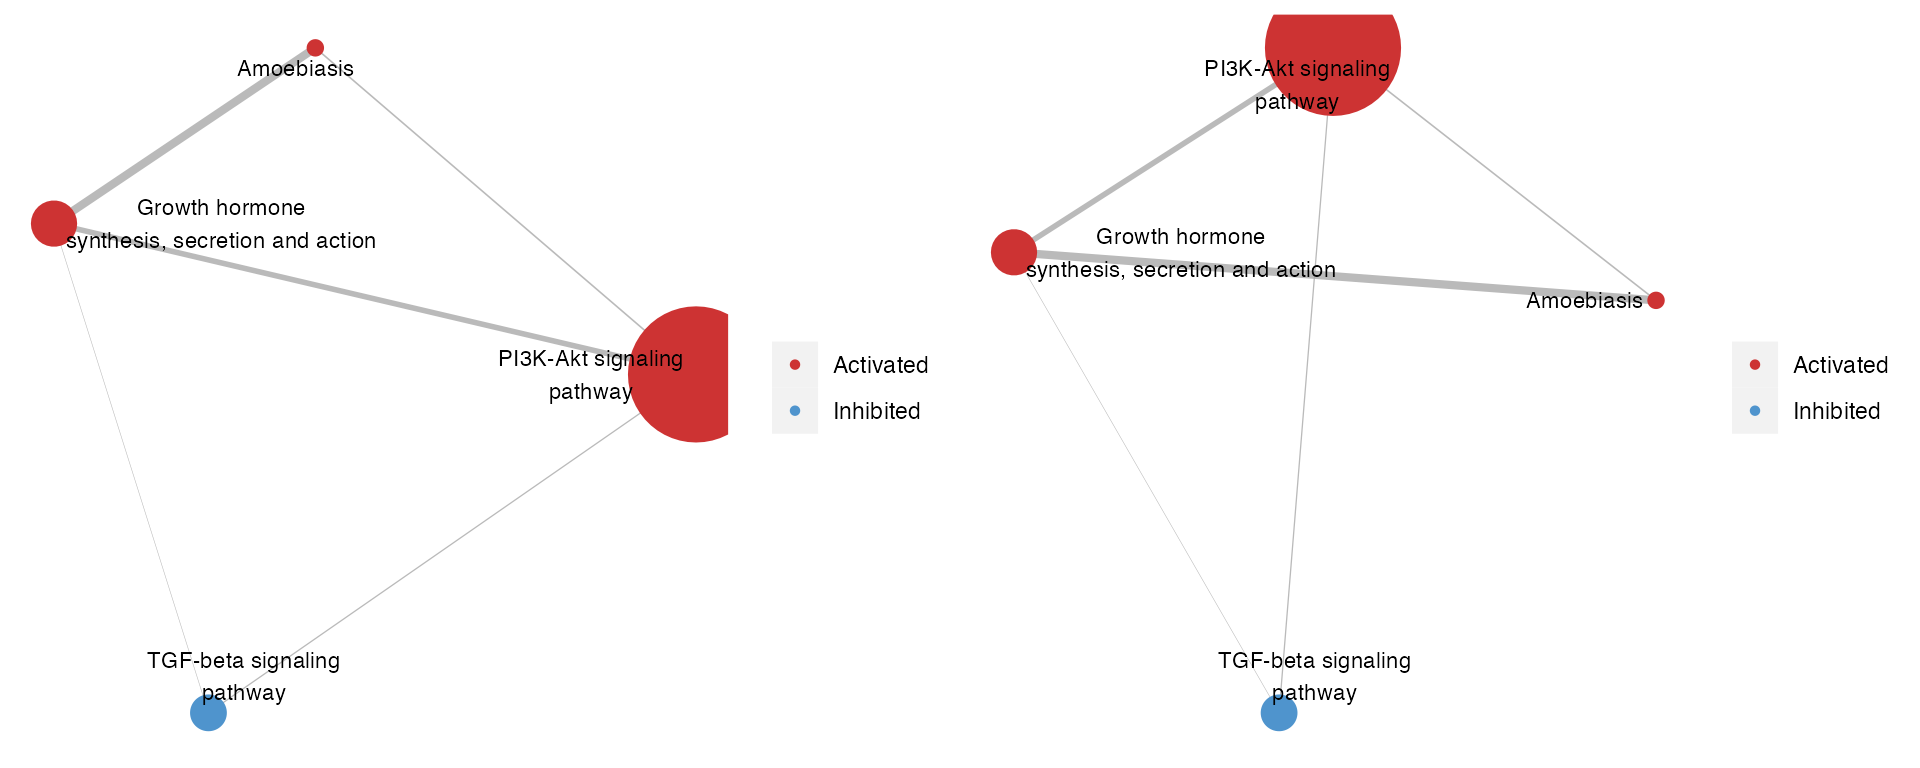 Amoebiasis
Growth hormone
synthesis, secretion and action
PI3K-Akt signaling
pathway
TGF-beta signaling
pathway
Activated
Inhibited
PI3K-Akt signaling
pathway
Growth hormone
synthesis, secretion and action
Amoebiasis
TGF-beta signaling
pathway
Activated
Inhibited